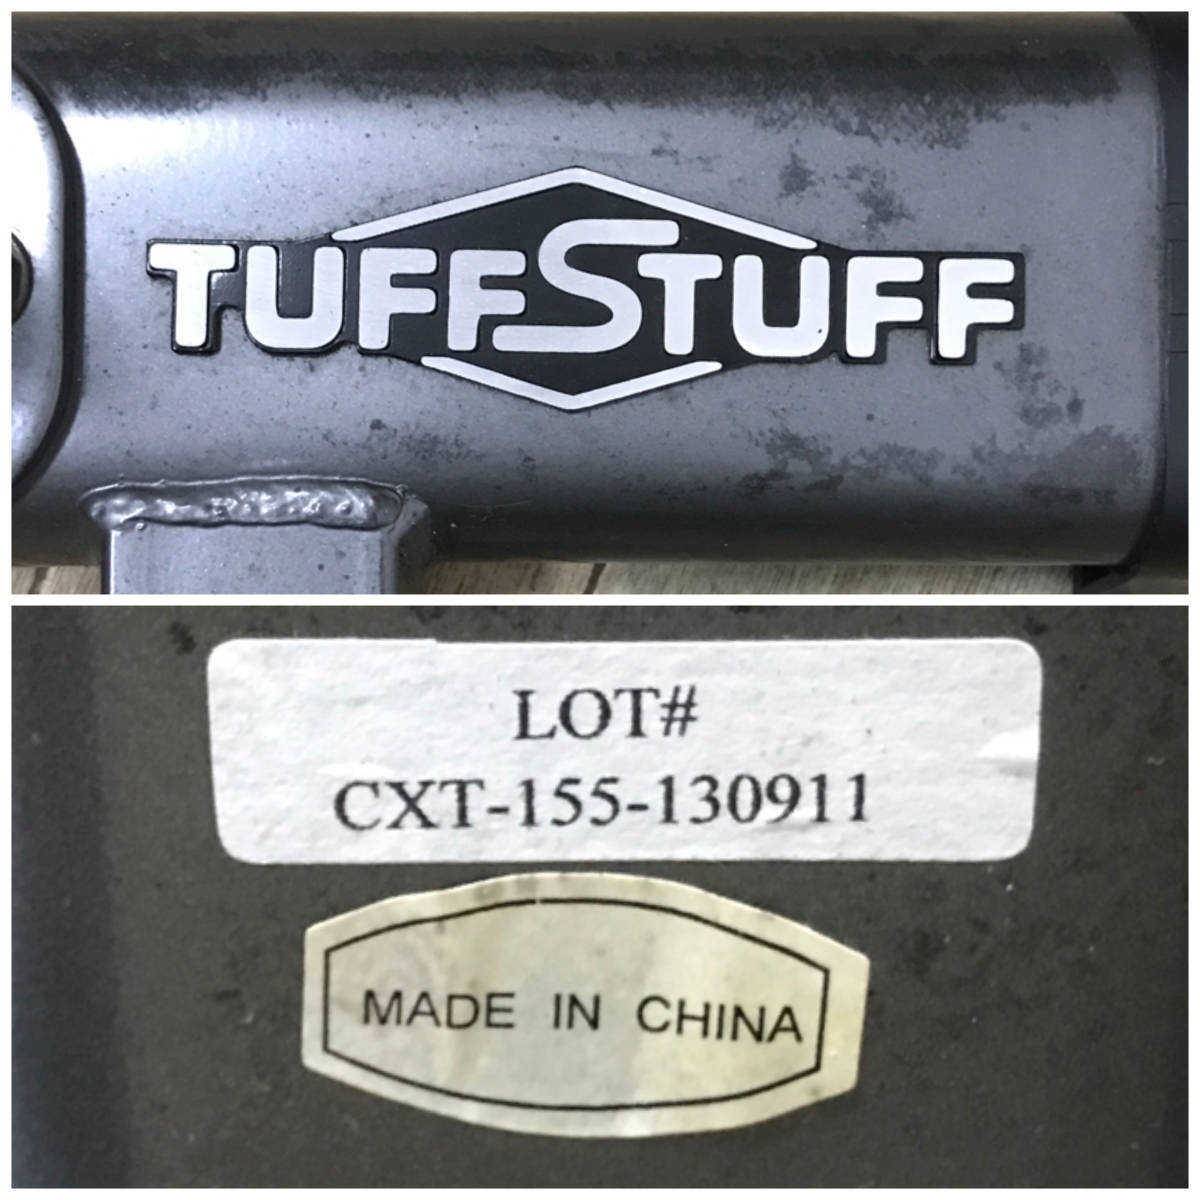 TUFFSTUFF
LOT#
CXT-155-130911
MADE IN CHINA